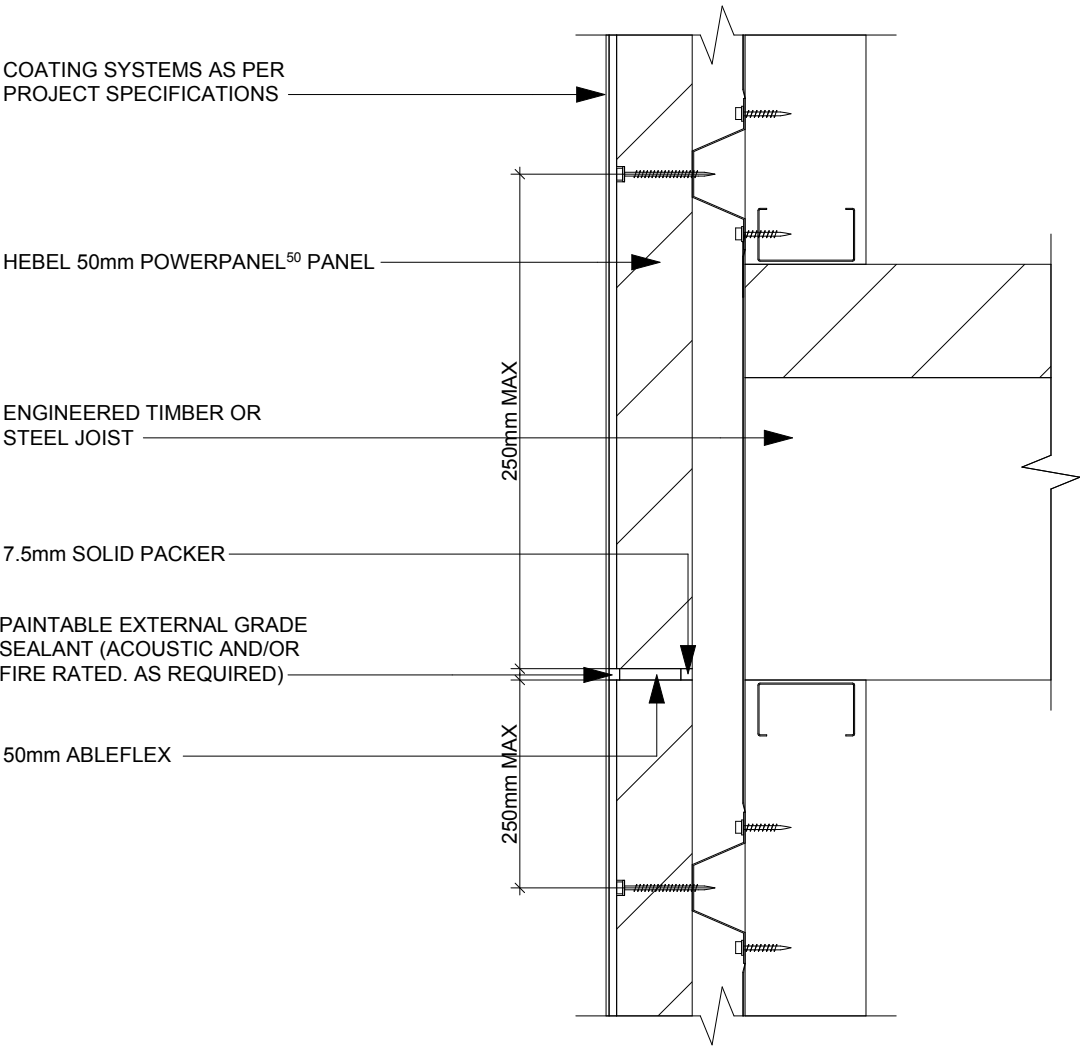 COATING SYSTEMS AS PER
PROJECT SPECIFICATIONS
HEBEL 50mm POWERPANEL⁵⁰ PANEL
250mm MAX
ENGINEERED TIMBER OR
STEEL JOIST
7.5mm SOLID PACKER
PAINTABLE EXTERNAL GRADE
SEALANT (ACOUSTIC AND/OR
FIRE RATED. AS REQUIRED)
50mm ABLEFLEX
250mm MAX